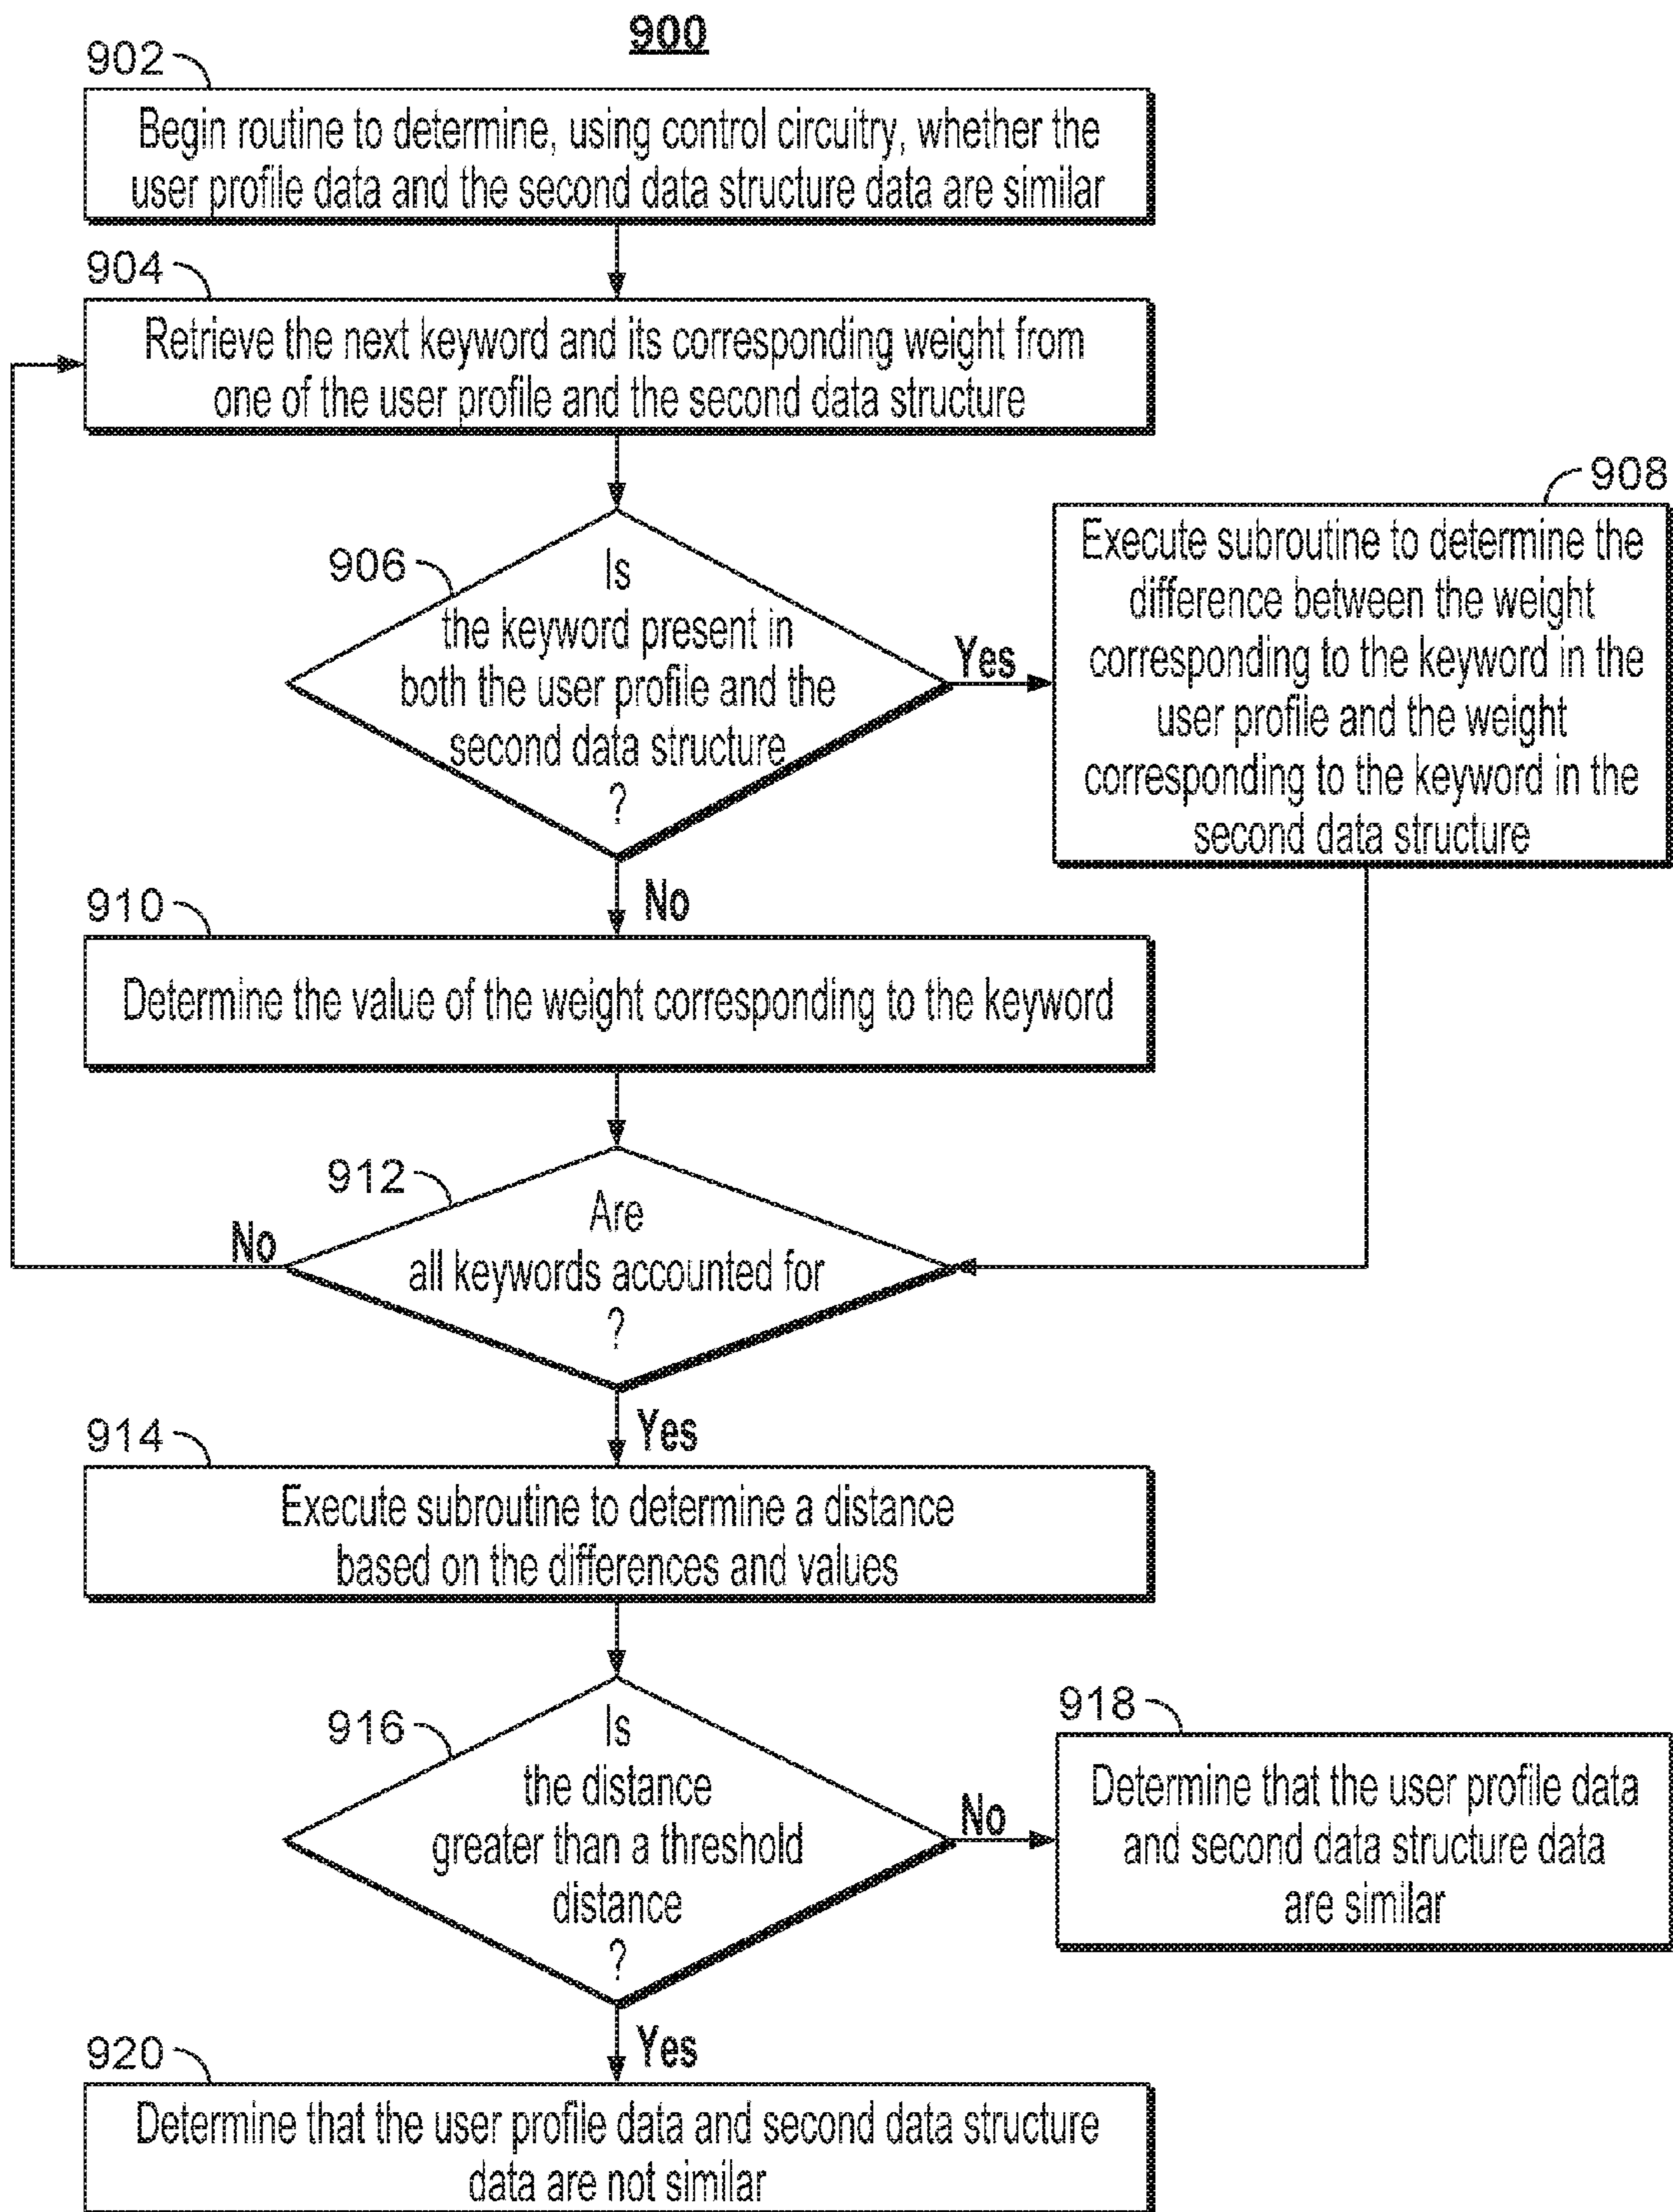 900
902
Begin routine to determine, using control circuitry, whether the
user profile data and the second data structure data are similar
904
Retrieve the next keyword and its corresponding weight from
one of the user profile and the second data structure
906
Is
the keyword present in
both the user profile and the
second data structure
?
Yes
908
Execute subroutine to determine the
difference between the weight
corresponding to the keyword in the
user profile and the weight
corresponding to the keyword in the
second data structure
No
910
Determine the value of the weight corresponding to the keyword
912
Are
all keywords accounted for
?
No
Yes
914
Execute subroutine to determine a distance
based on the differences and values
916
Is
the distance
greater than a threshold
distance
?
No
918
Determine that the user profile data
and second data structure data
are similar
Yes
920
Determine that the user profile data and second data structure
data are not similar